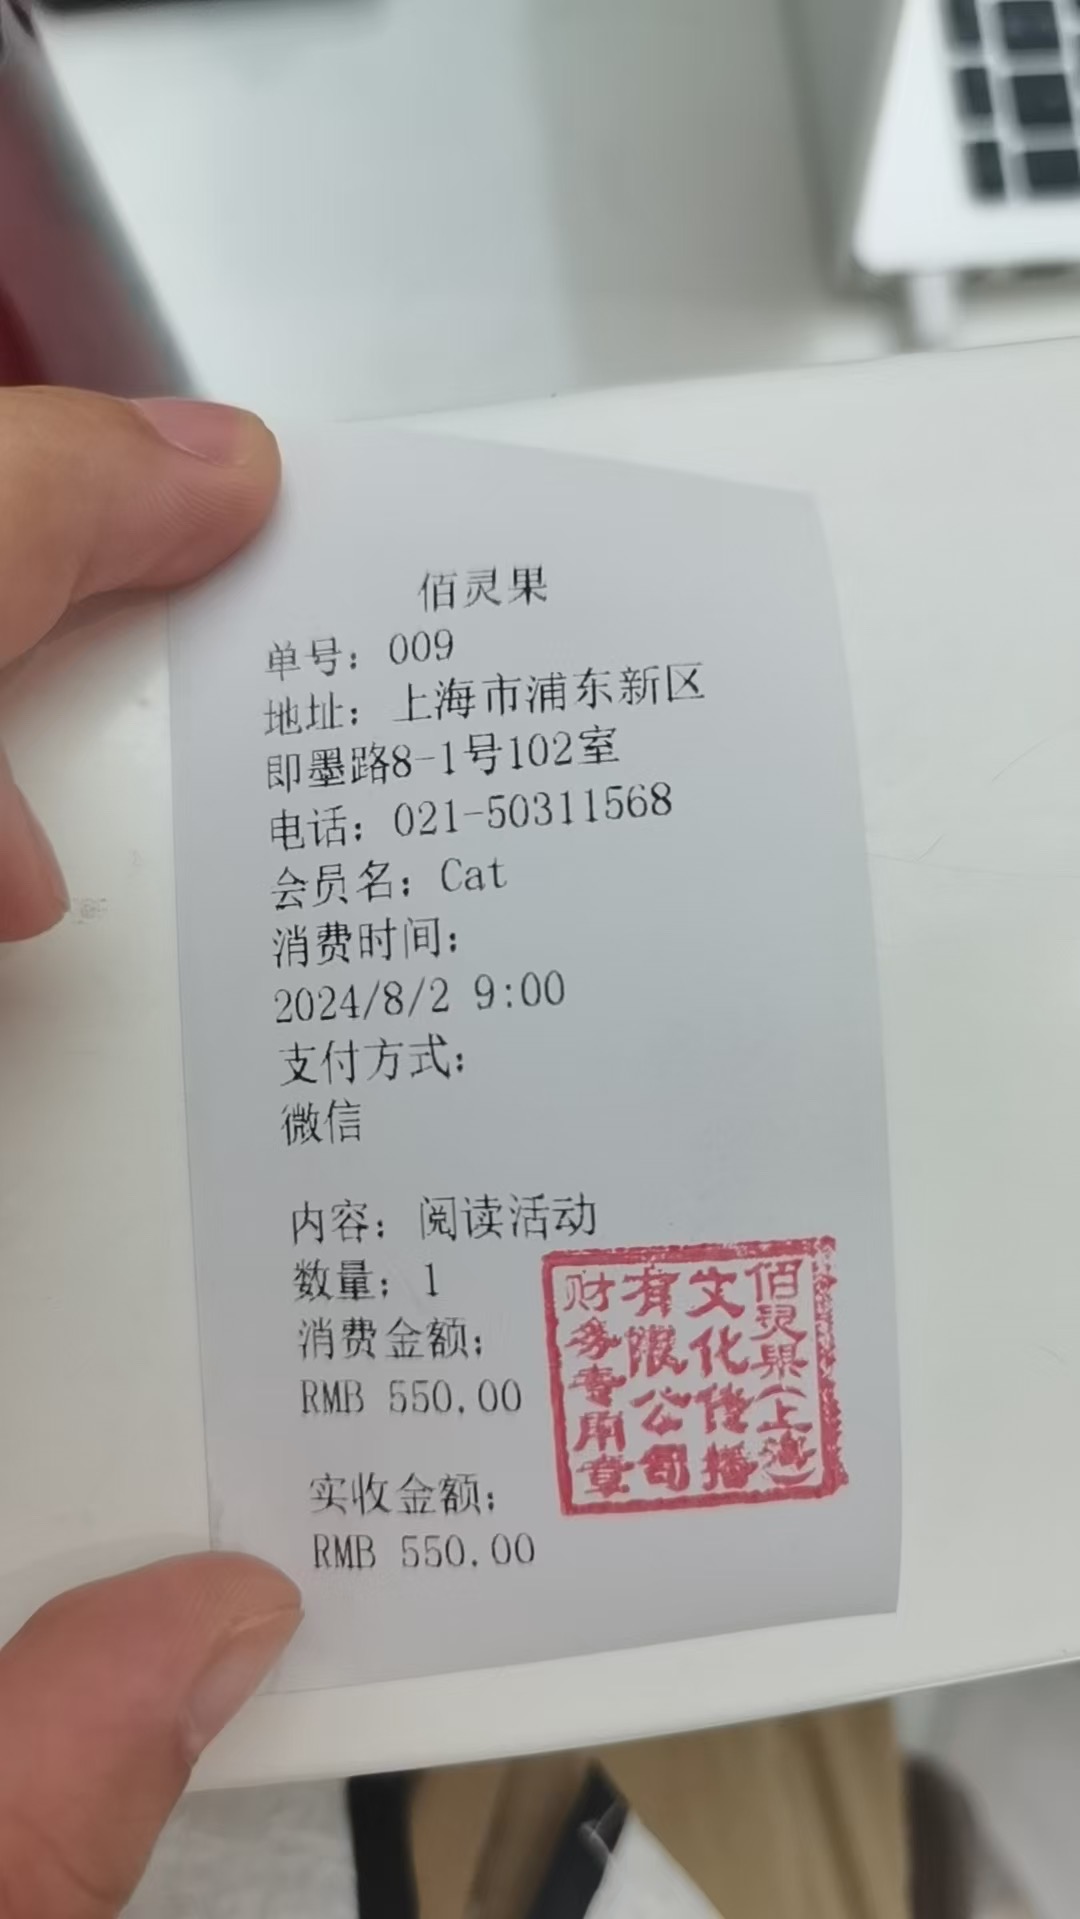 佰灵果
单号：009
地址：上海市浦东新区
即墨路8-1号102室
电话：021-50311568
会员名：Cat
消费时间：
2024/8/2 9:00
支付方式：
微信
内容：阅读活动
数量：1
消费金额：
RMB 550.00
实收金额：
RMB 550.00
佰灵果(上海)
文化传播
有限公司
财务专用章